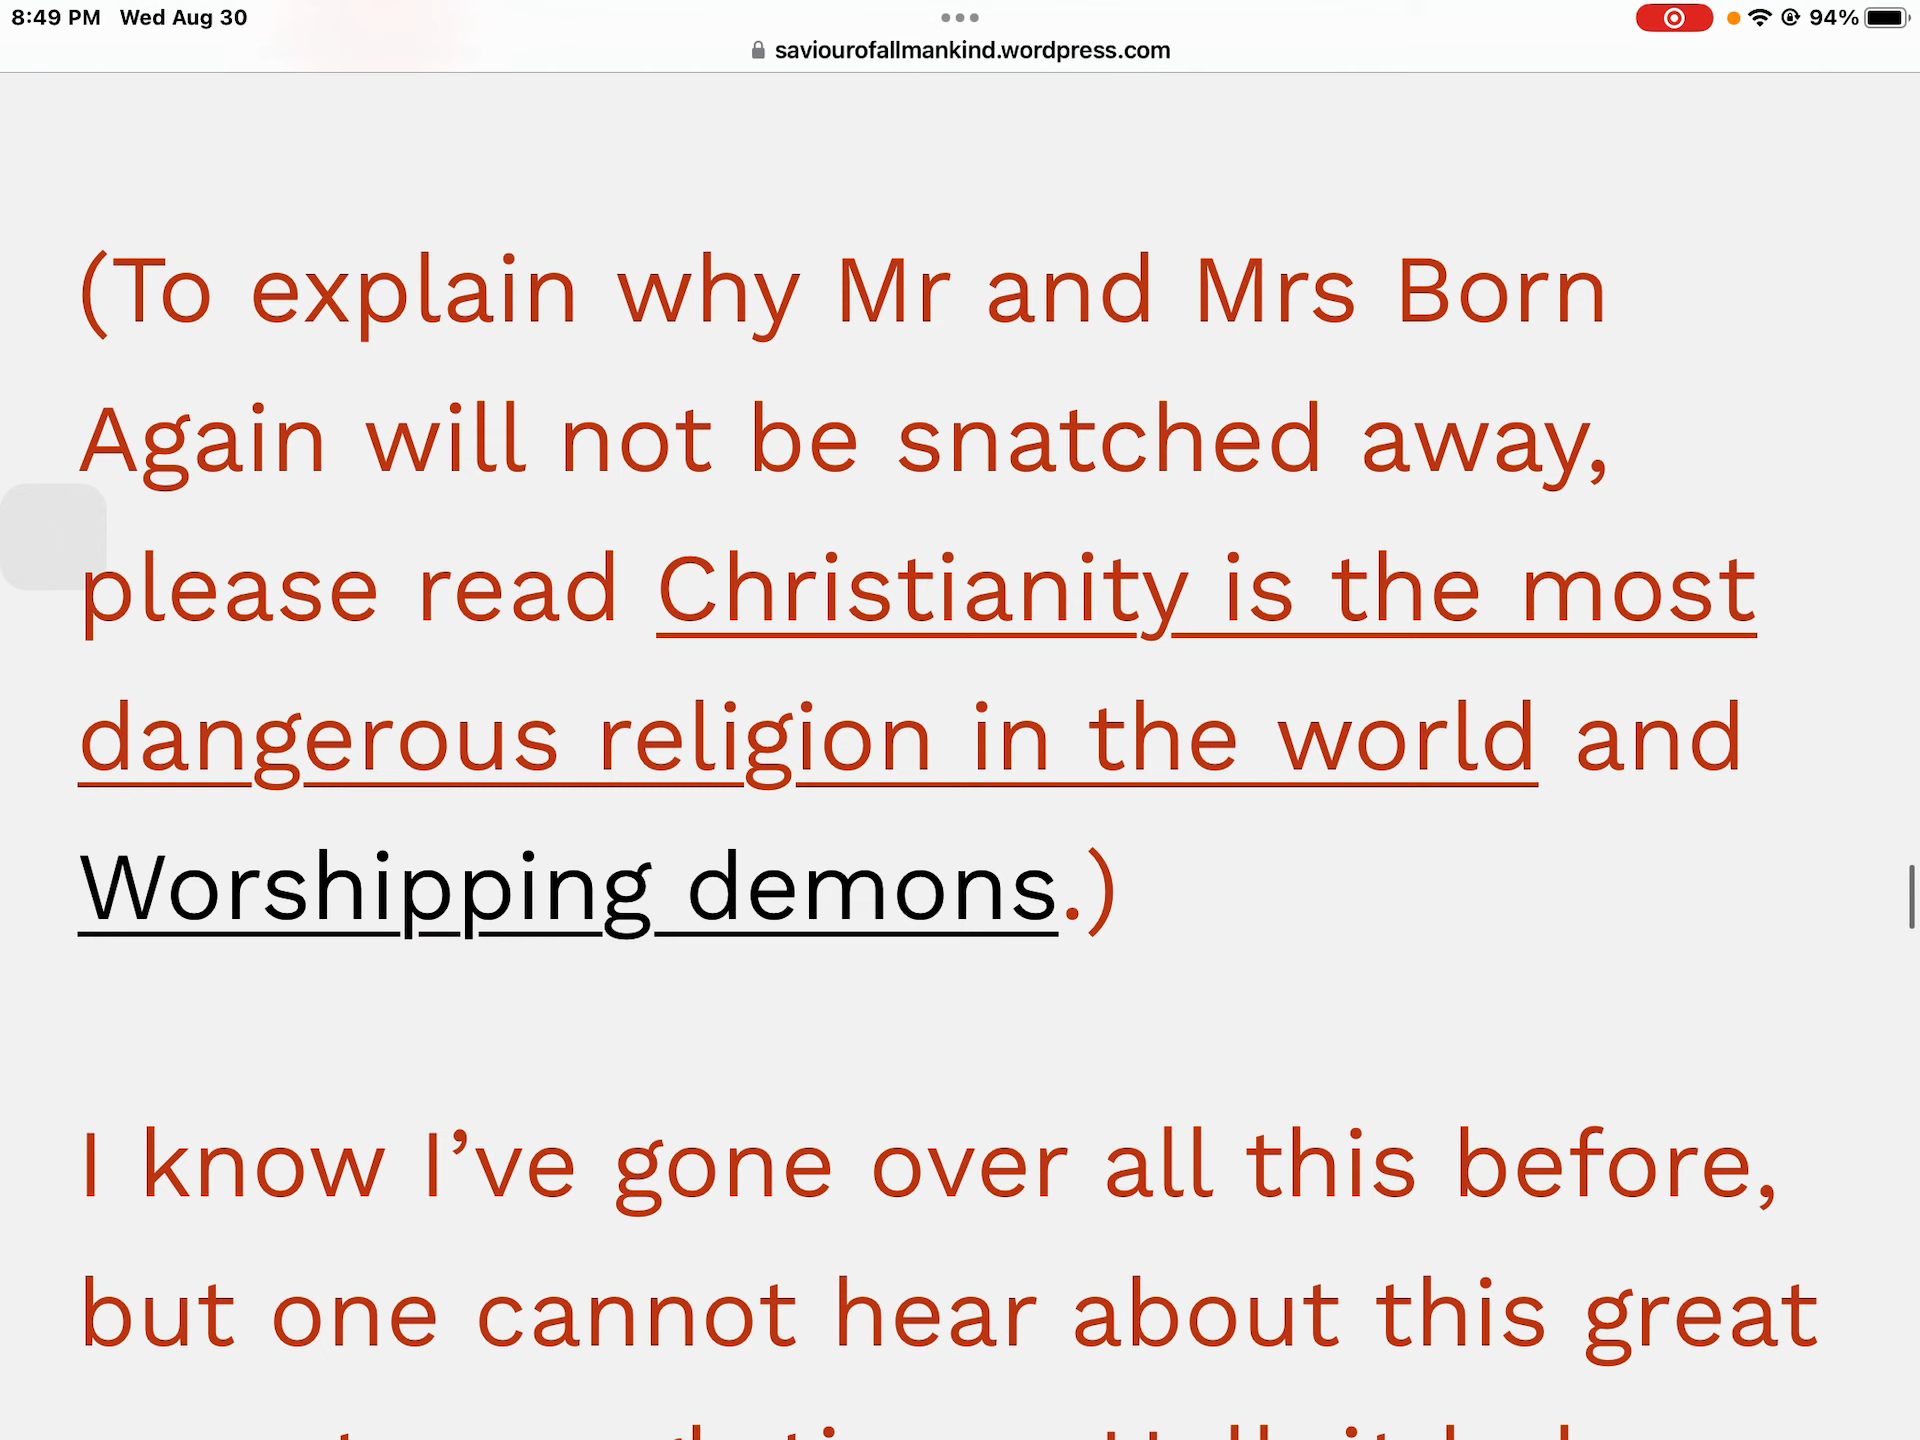 8:49 PM Wed Aug 30
94%
saviourofallmankind.wordpress.com
(To explain why Mr and Mrs Born
Again will not be snatched away,
please read Christianity is the most
dangerous religion in the world and
Worshipping demons.)
I know I’ve gone over all this before,
but one cannot hear about this great